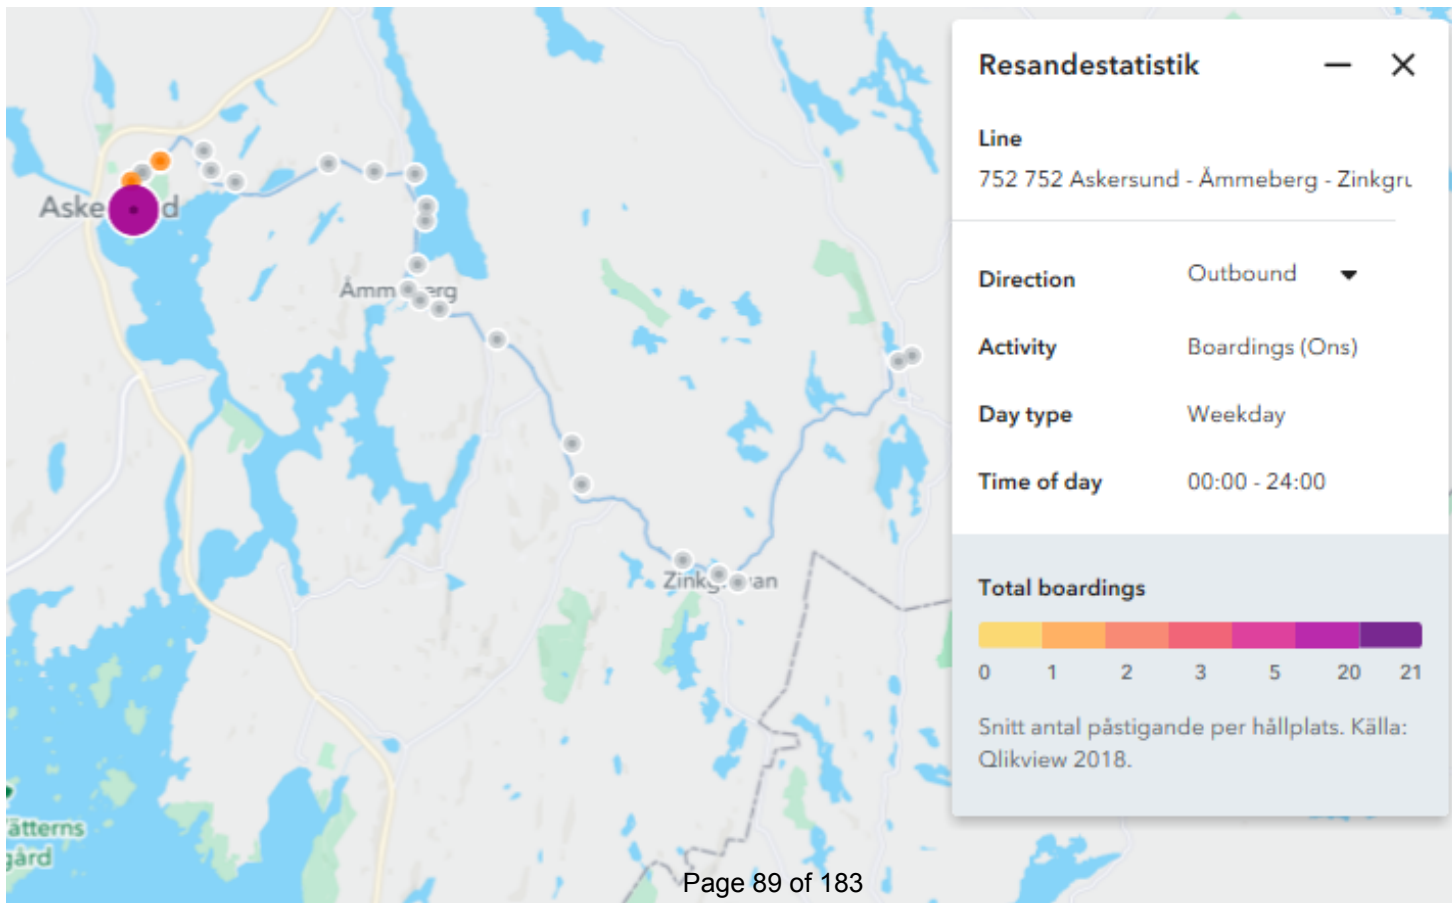 Resandestatistik
Line
752 752 Askersund - Åmmeberg - Zinkgru
Direction
Outbound
Activity
Boardings (Ons)
Day type
Weekday
Time of day
00:00 - 24:00
Total boardings
0 1 2 3 5 20 21
Snitt antal påstigande per hållplats. Källa:
Qlikview 2018.
Aske d
Åmm erg
Zinkg an
ätterns
gård
Page 89 of 183